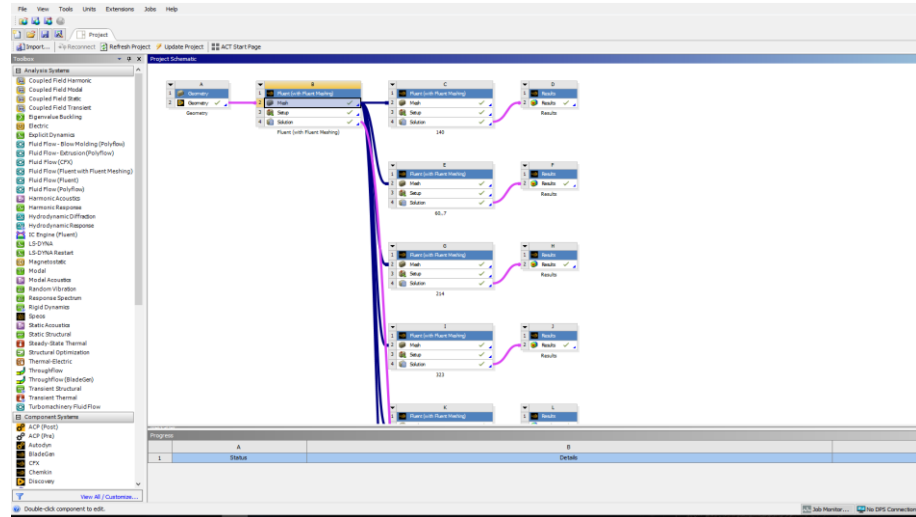 File View Tools Units Extensions Jobs Help
Project
Import... Reconnect Refresh Project Update Project ACT Start Page
Toolbox
Project Schematic
Analysis Systems
Coupled Field Harmonic
Coupled Field Modal
Coupled Field Static
Coupled Field Transient
Eigenvalue Buckling
Electric
Explicit Dynamics
Fluid Flow - Blow Molding (Polyflow)
Fluid Flow - Extrusion (Polyflow)
Fluid Flow (CFX)
Fluid Flow (Fluent with Fluent Meshing)
Fluid Flow (Fluent)
Fluid Flow (Polyflow)
Harmonic Acoustics
Harmonic Response
Hydrodynamic Diffraction
Hydrodynamic Response
IC Engine (Fluent)
LS-DYNA
LS-DYNA Restart
Magnetostatic
Modal
Modal Acoustics
Random Vibration
Response Spectrum
Rigid Dynamics
Speos
Static Acoustics
Static Structural
Steady-State Thermal
Structural Optimization
Thermal-Electric
Throughflow
Throughflow (BladeGen)
Transient Structural
Transient Thermal
Turbomachinery Fluid Flow
Component Systems
ACP (Post)
ACP (Pre)
Autodyn
BladeGen
CFX
Chemkin
Discovery
View All / Customize...
A
1 Geometry
2 Geometry
Geometry
B
1 Fluent (with Fluent Meshing)
2 Mesh
3 Setup
4 Solution
Fluent (with Fluent Meshing)
C
1 Fluent (with Fluent Meshing)
2 Mesh
3 Setup
4 Solution
140
D
1 Results
2 Results
Results
E
1 Fluent (with Fluent Meshing)
2 Mesh
3 Setup
4 Solution
60..7
F
1 Results
2 Results
Results
G
1 Fluent (with Fluent Meshing)
2 Mesh
3 Setup
4 Solution
214
H
1 Results
2 Results
Results
I
1 Fluent (with Fluent Meshing)
2 Mesh
3 Setup
4 Solution
323
J
1 Results
2 Results
Results
K
1 Fluent (with Fluent Meshing)
L
1 Results
Progress
A B
1 Status Details
Double-click component to edit.
Job Monitor... No DPS Connection